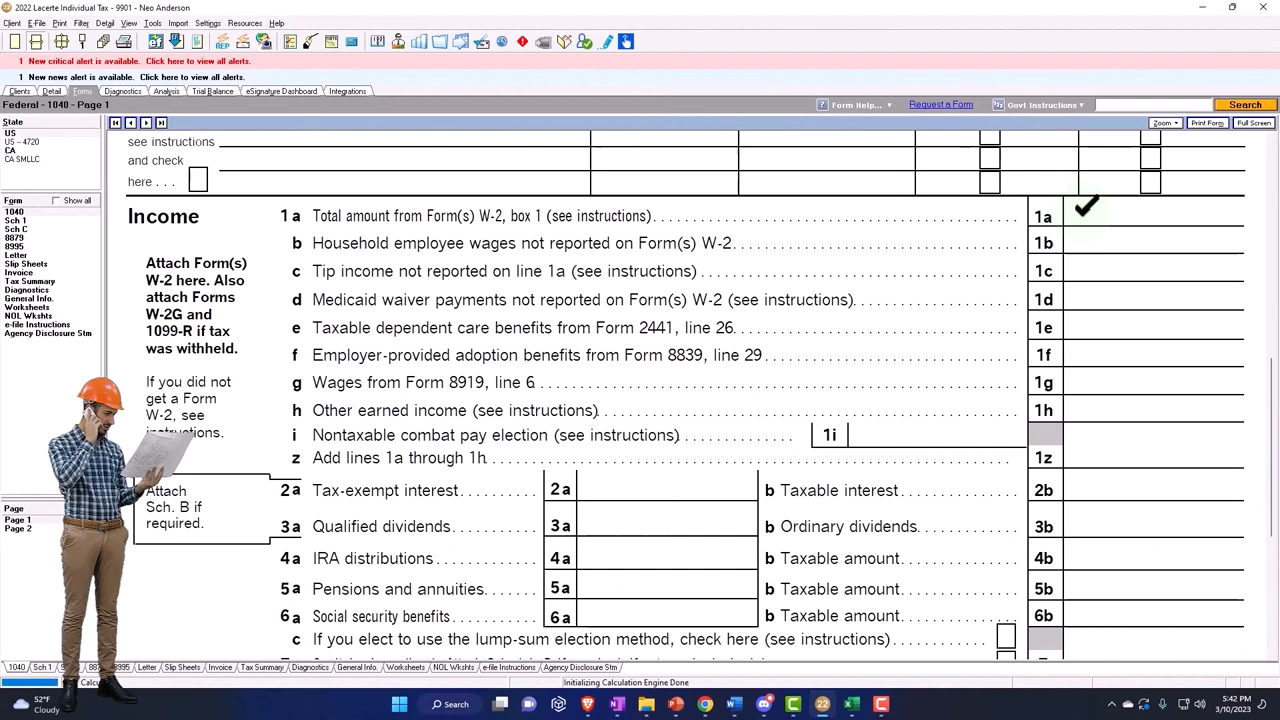 2022 Lacerte Individual Tax - 9901 - Neo Anderson
Client E-File Print Filter Detail View Tools Import Settings Resources Help
1 New critical alert is available. Click here to view all alerts.
1 New news alert is available. Click here to view all alerts.
Clients Detail Forms Diagnostics Analysis Trial Balance eSignature Dashboard Integrations
Federal - 1040 - Page 1 Form Help... Request a Form Govt Instructions Search
State Zoom Print Form Full Screen
US
US - 4720
CA
CA SMLLC
Form Show all
1040
Sch 1
Sch C
8879
8995
Letter
Slip Sheets
Invoice
Tax Summary
Diagnostics
General Info.
Worksheets
NOL Wkshts
e-file Instructions
Agency Disclosure Stm
Page
Page 1
Page 2
see instructions
and check
here . . .
Income
Attach Form(s)
W-2 here. Also
attach Forms
W-2G and
1099-R if tax
was withheld.
If you did not
get a Form
W-2, see
Attach
Sch. B if
required.
1 a Total amount from Form(s) W-2, box 1 (see instructions) 1a
b Household employee wages not reported on Form(s) W-2 1b
c Tip income not reported on line 1a (see instructions) 1c
d Medicaid waiver payments not reported on Form(s) W-2 (see instructions) 1d
e Taxable dependent care benefits from Form 2441, line 26 1e
f Employer-provided adoption benefits from Form 8839, line 29 1f
g Wages from Form 8919, line 6 1g
h Other earned income (see instructions) 1h
i Nontaxable combat pay election (see instructions) 1i
z Add lines 1a through 1h 1z
2 a Tax-exempt interest 2a b Taxable interest 2b
3 a Qualified dividends 3a b Ordinary dividends 3b
4 a IRA distributions 4a b Taxable amount 4b
5 a Pensions and annuities 5a b Taxable amount 5b
6 a Social security benefits 6a b Taxable amount 6b
c If you elect to use the lump-sum election method, check here (see instructions)
1040 Sch 1 8995 Letter Slip Sheets Invoice Tax Summary Diagnostics General Info. Worksheets NOL Wkshts e-file Instructions Agency Disclosure Stm
Initializing Calculation Engine Done
52°F
Cloudy
Search
5:42 PM
3/10/2023